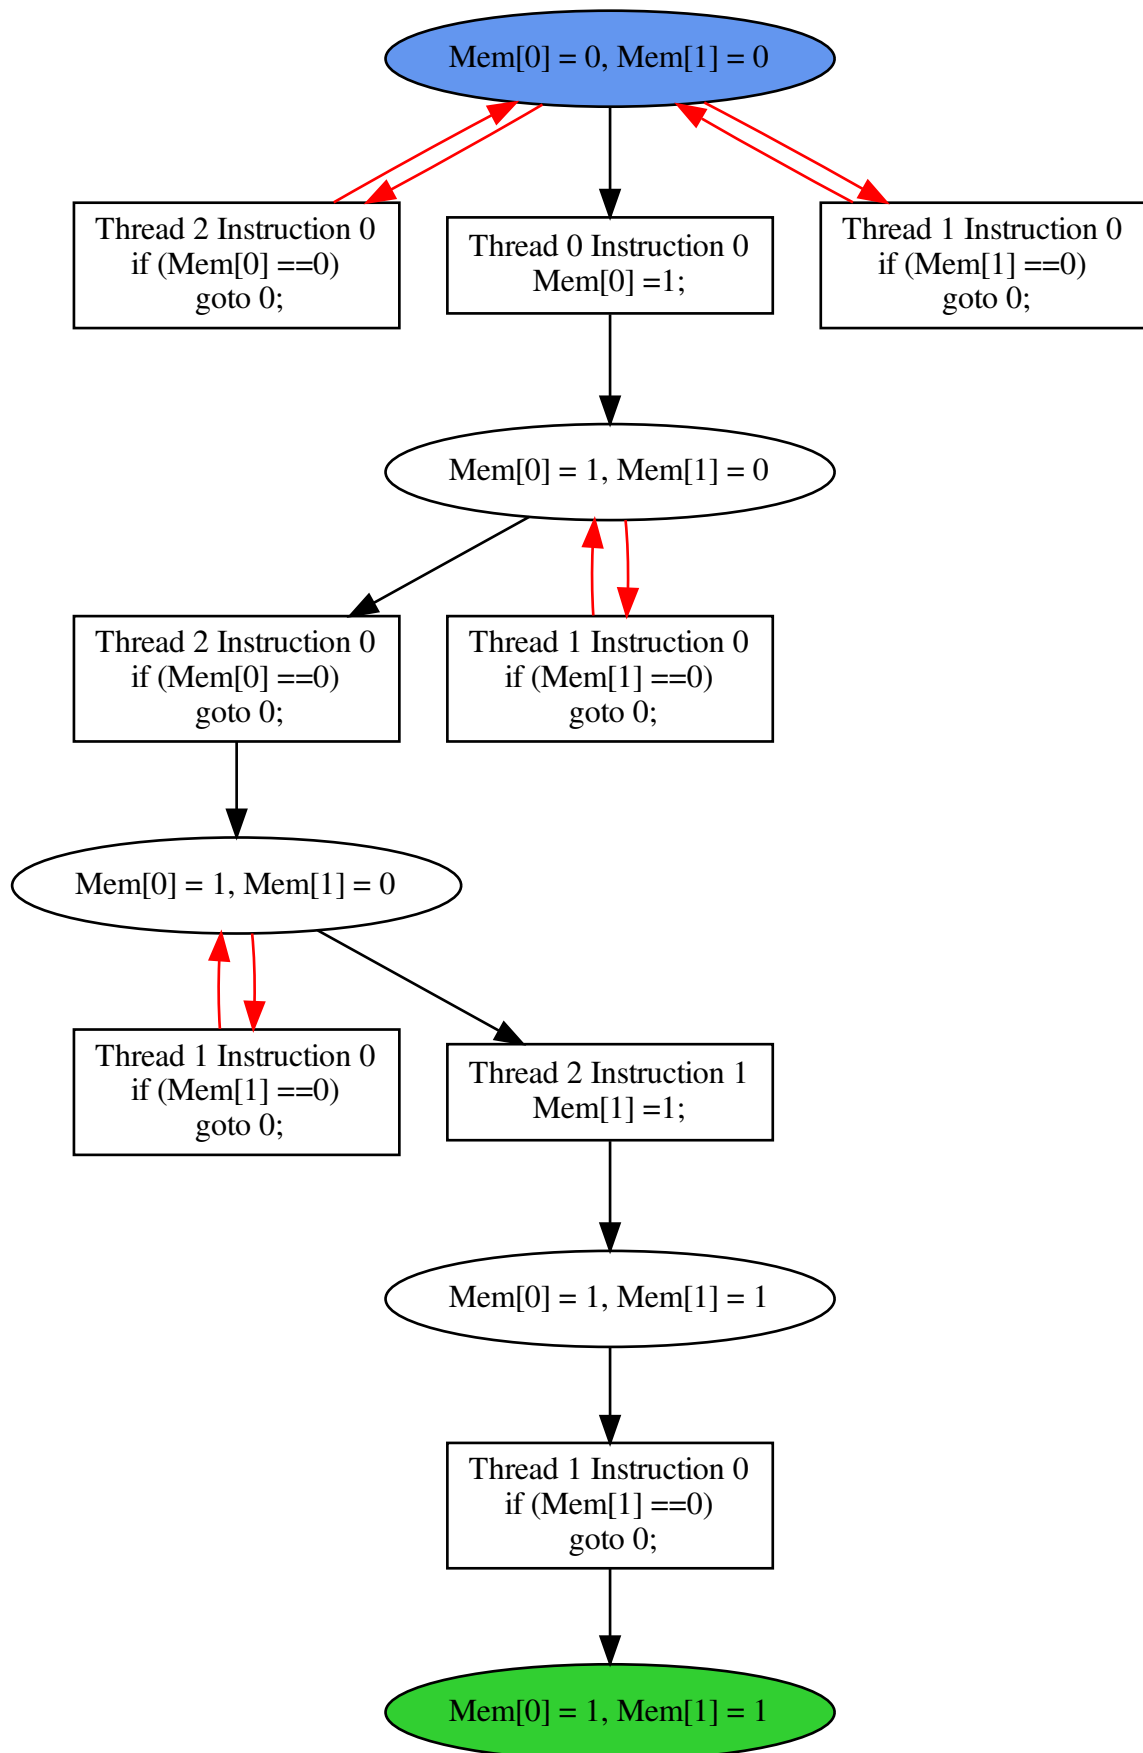 Mem[0] = 0, Mem[1] = 0
Thread 2 Instruction 0
if (Mem[0] ==0)
goto 0;
Thread 0 Instruction 0
Mem[0] =1;
Thread 1 Instruction 0
if (Mem[1] ==0)
goto 0;
Mem[0] = 1, Mem[1] = 0
Thread 2 Instruction 0
if (Mem[0] ==0)
goto 0;
Thread 1 Instruction 0
if (Mem[1] ==0)
goto 0;
Mem[0] = 1, Mem[1] = 0
Thread 1 Instruction 0
if (Mem[1] ==0)
goto 0;
Thread 2 Instruction 1
Mem[1] =1;
Mem[0] = 1, Mem[1] = 1
Thread 1 Instruction 0
if (Mem[1] ==0)
goto 0;
Mem[0] = 1, Mem[1] = 1